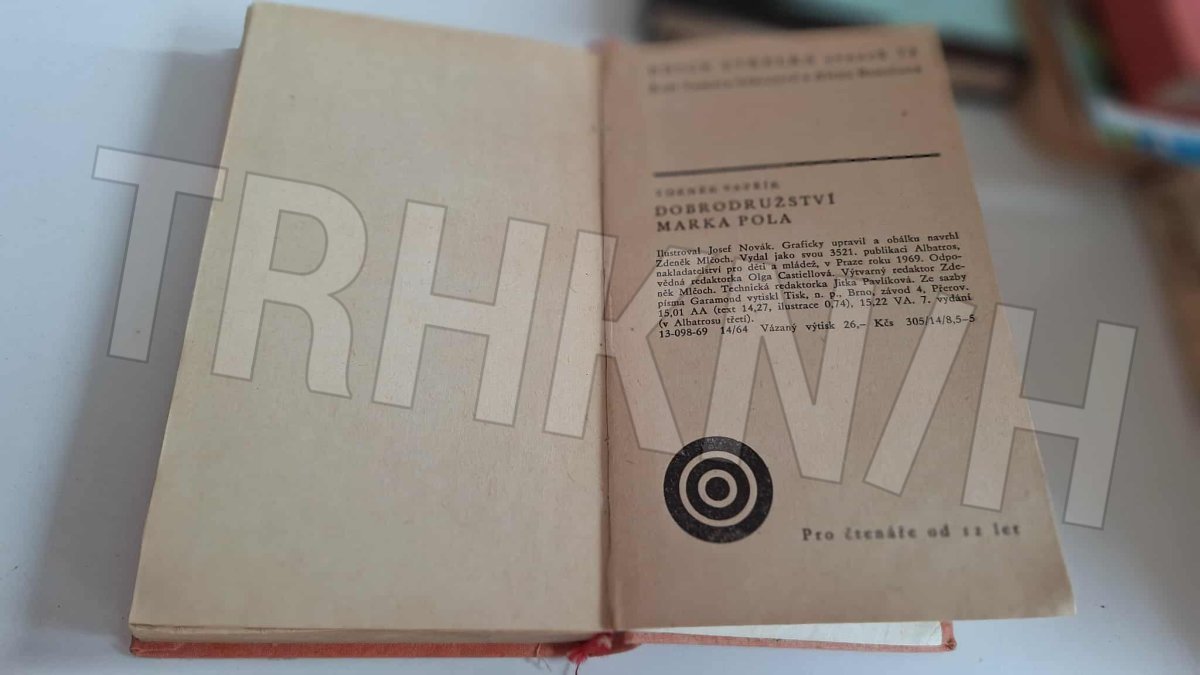 ZDENĚK VAVŘÍK
DOBRODRUŽSTVÍ
MARKA POLA
Ilustroval Josef Novák. Graficky upravil a obálku navrhl
Zdeněk Mlčoch. Vydal jako svou 3521. publikaci Albatros,
nakladatelství pro děti a mládež, v Praze roku 1969. Odpo-
vědná redaktorka Olga Castiellová. Výtvarný redaktor Zde-
něk Mlčoch. Technická redaktorka Jitka Pavlíková. Ze sazby
písma Garamond vytiskl Tisk, n. p., Brno, závod 4, Přerov.
15,01 AA (text 14,27, ilustrace 0,74), 15,22 VA. 7. vydání
(v Albatrosu třetí).
13-098-69 14/64 Vázaný výtisk 26,– Kčs 305/14/8,5–5
Pro čtenáře od 12 let
TRHKNIH